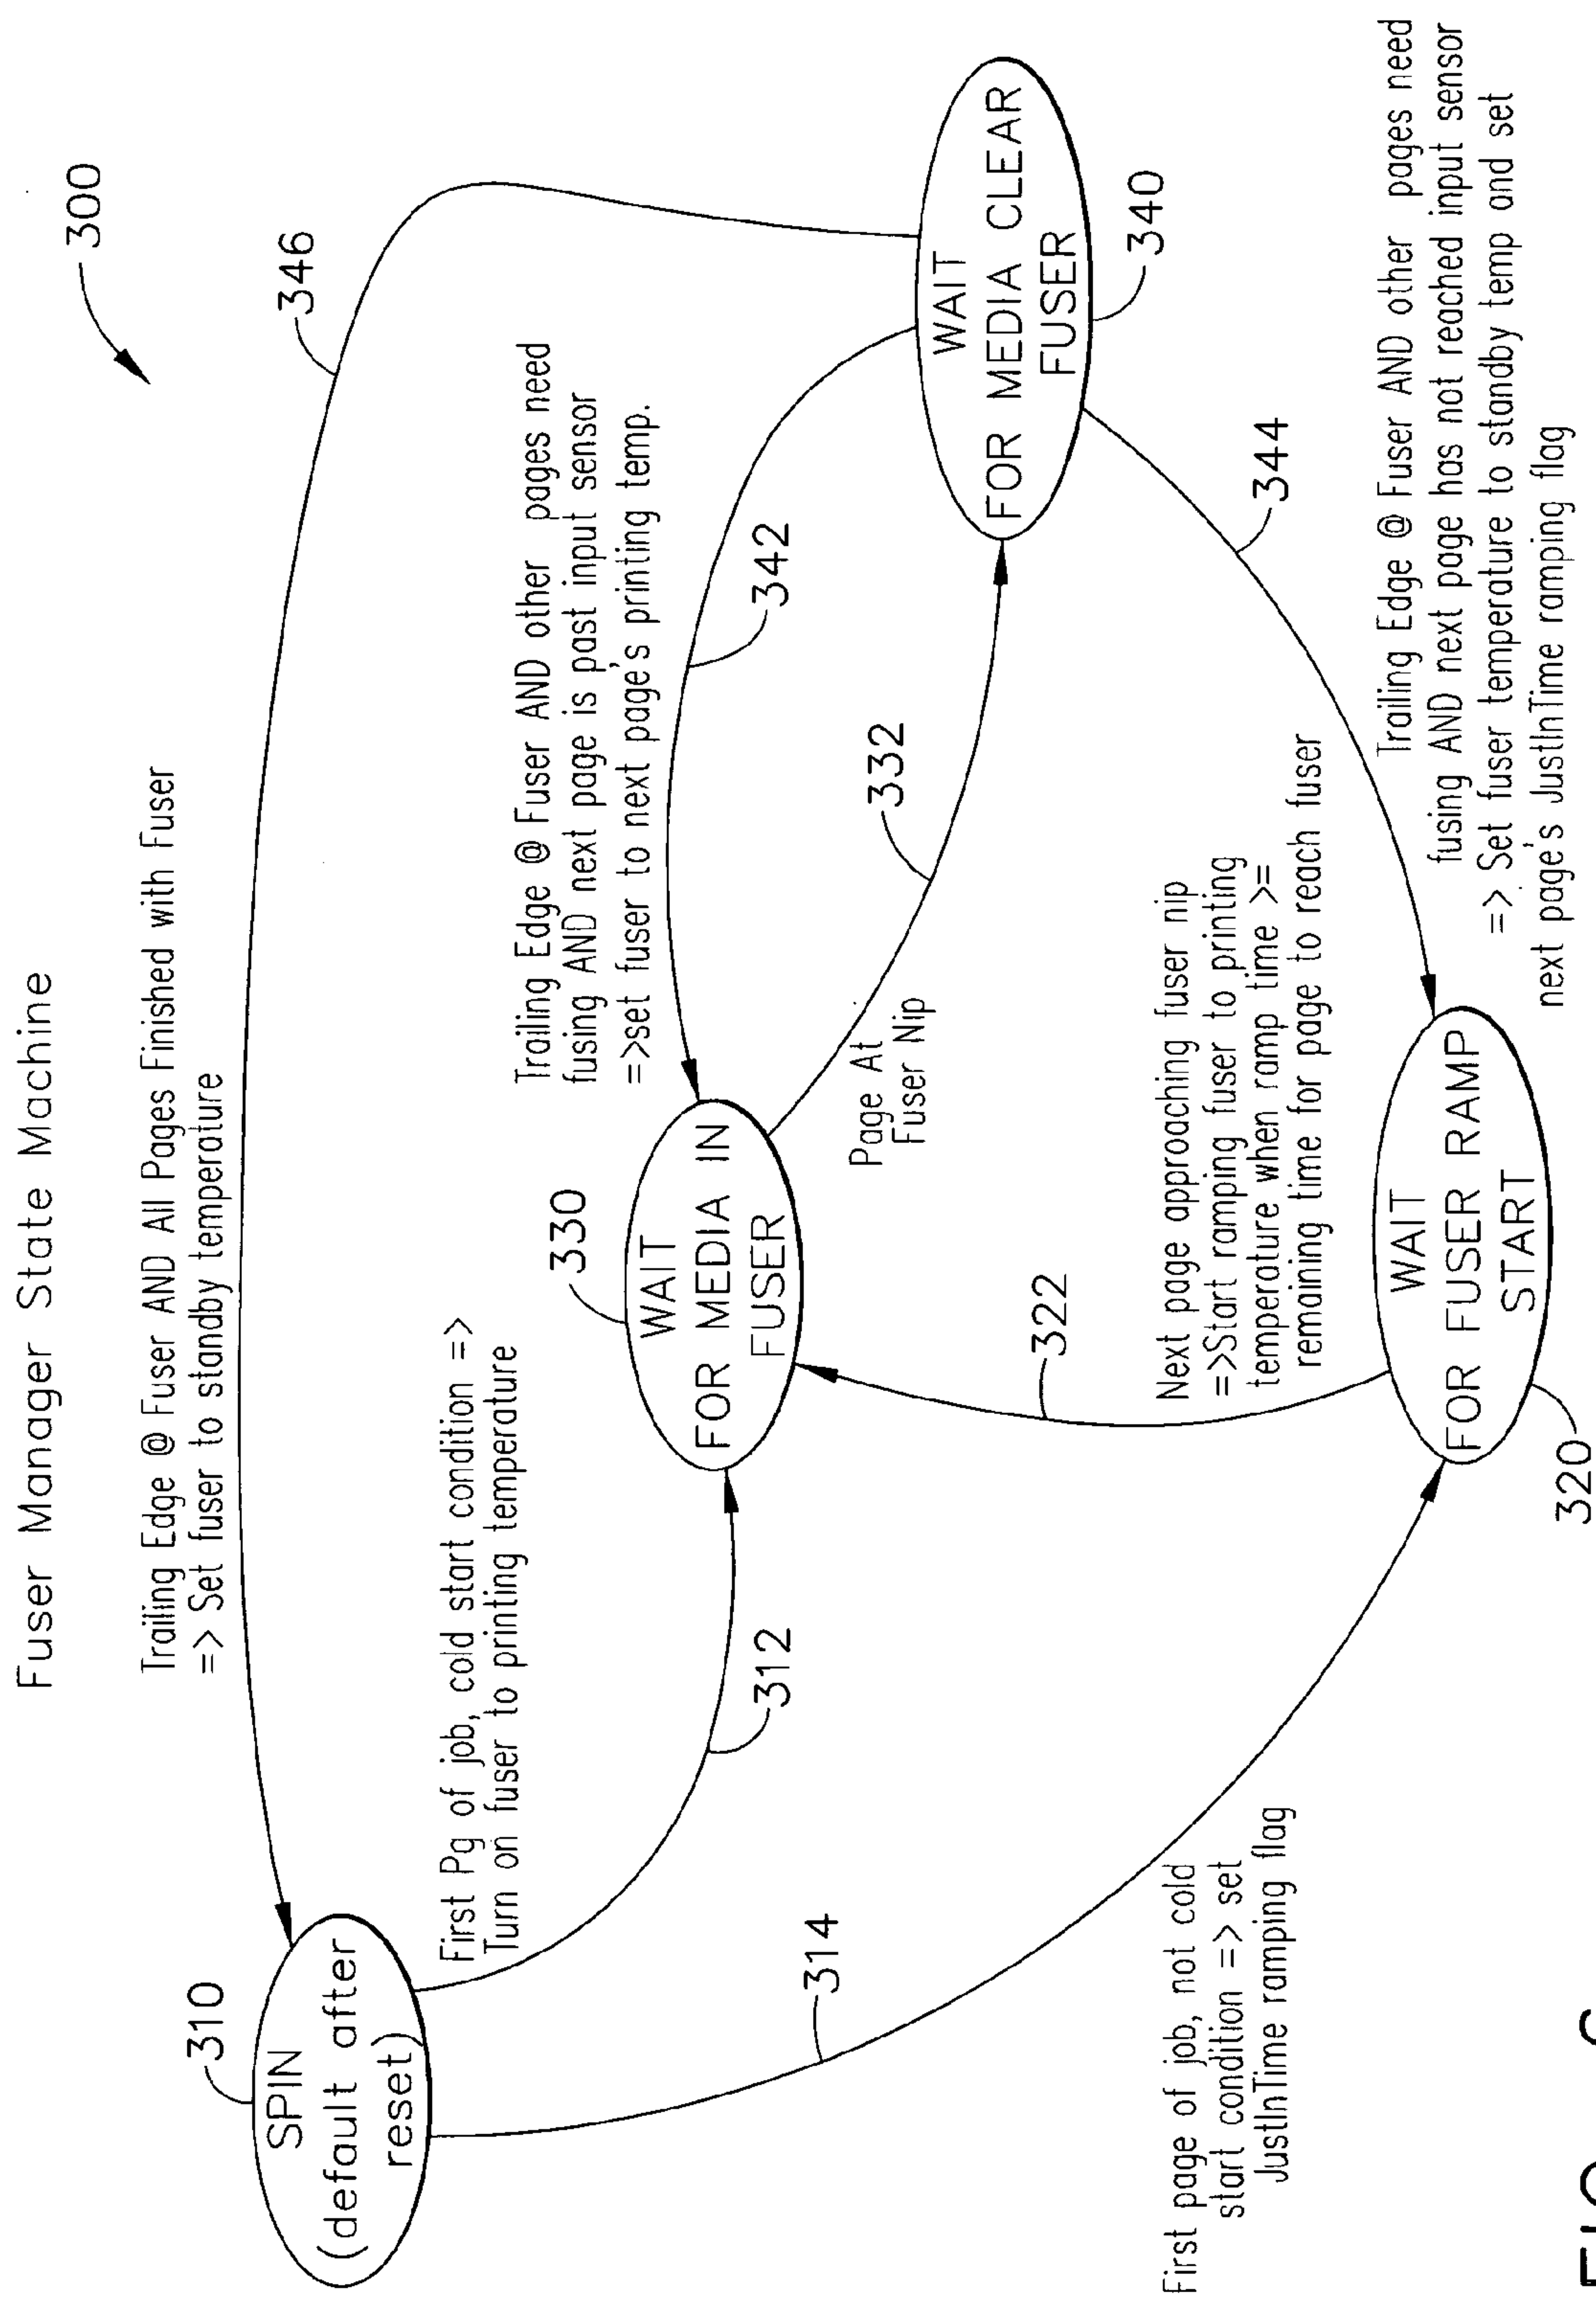 Fuser Manager State Machine
300
Trailing Edge @ Fuser AND All Pages Finished with Fuser
=> Set fuser to standby temperature
346
310
SPIN
(default after
reset)
First Pg of job, cold start condition =>
Turn on fuser to printing temperature
312
330
WAIT
FOR MEDIA IN
FUSER
Trailing Edge @ Fuser AND other pages need
fusing AND next page is past input sensor
=>set fuser to next page's printing temp.
342
332
Page At
Fuser Nip
WAIT
FOR MEDIA CLEAR
FUSER
340
314
First page of job, not cold
start condition => set
JustInTime ramping flag
322
Next page approaching fuser nip
=>Start ramping fuser to printing
temperature when ramp time >=
remaining time for page to reach fuser
344
Trailing Edge @ Fuser AND other pages need
fusing AND next page has not reached input sensor
=> Set fuser temperature to standby temp and set
next page's JustInTime ramping flag
WAIT
FOR FUSER RAMP
START
320